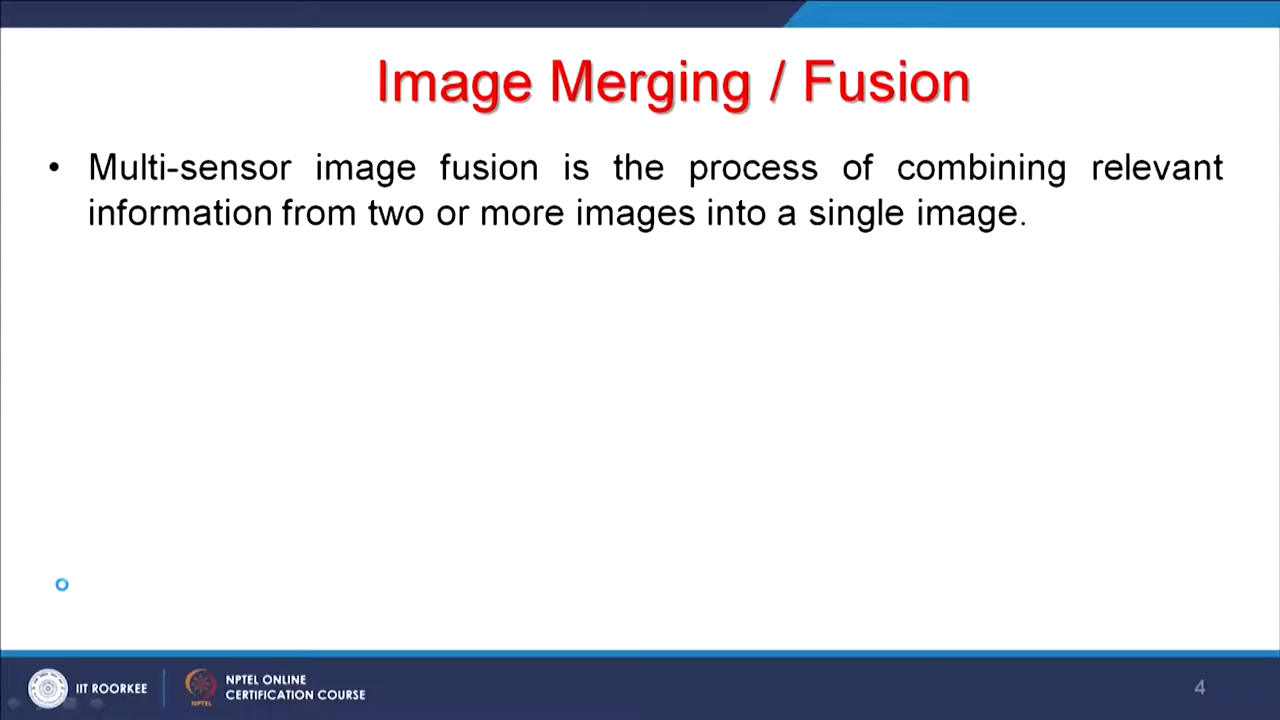 Image Merging / Fusion
• Multi-sensor image fusion is the process of combining relevant
information from two or more images into a single image.
IIT ROORKEE
NPTEL
NPTEL ONLINE
CERTIFICATION COURSE
4